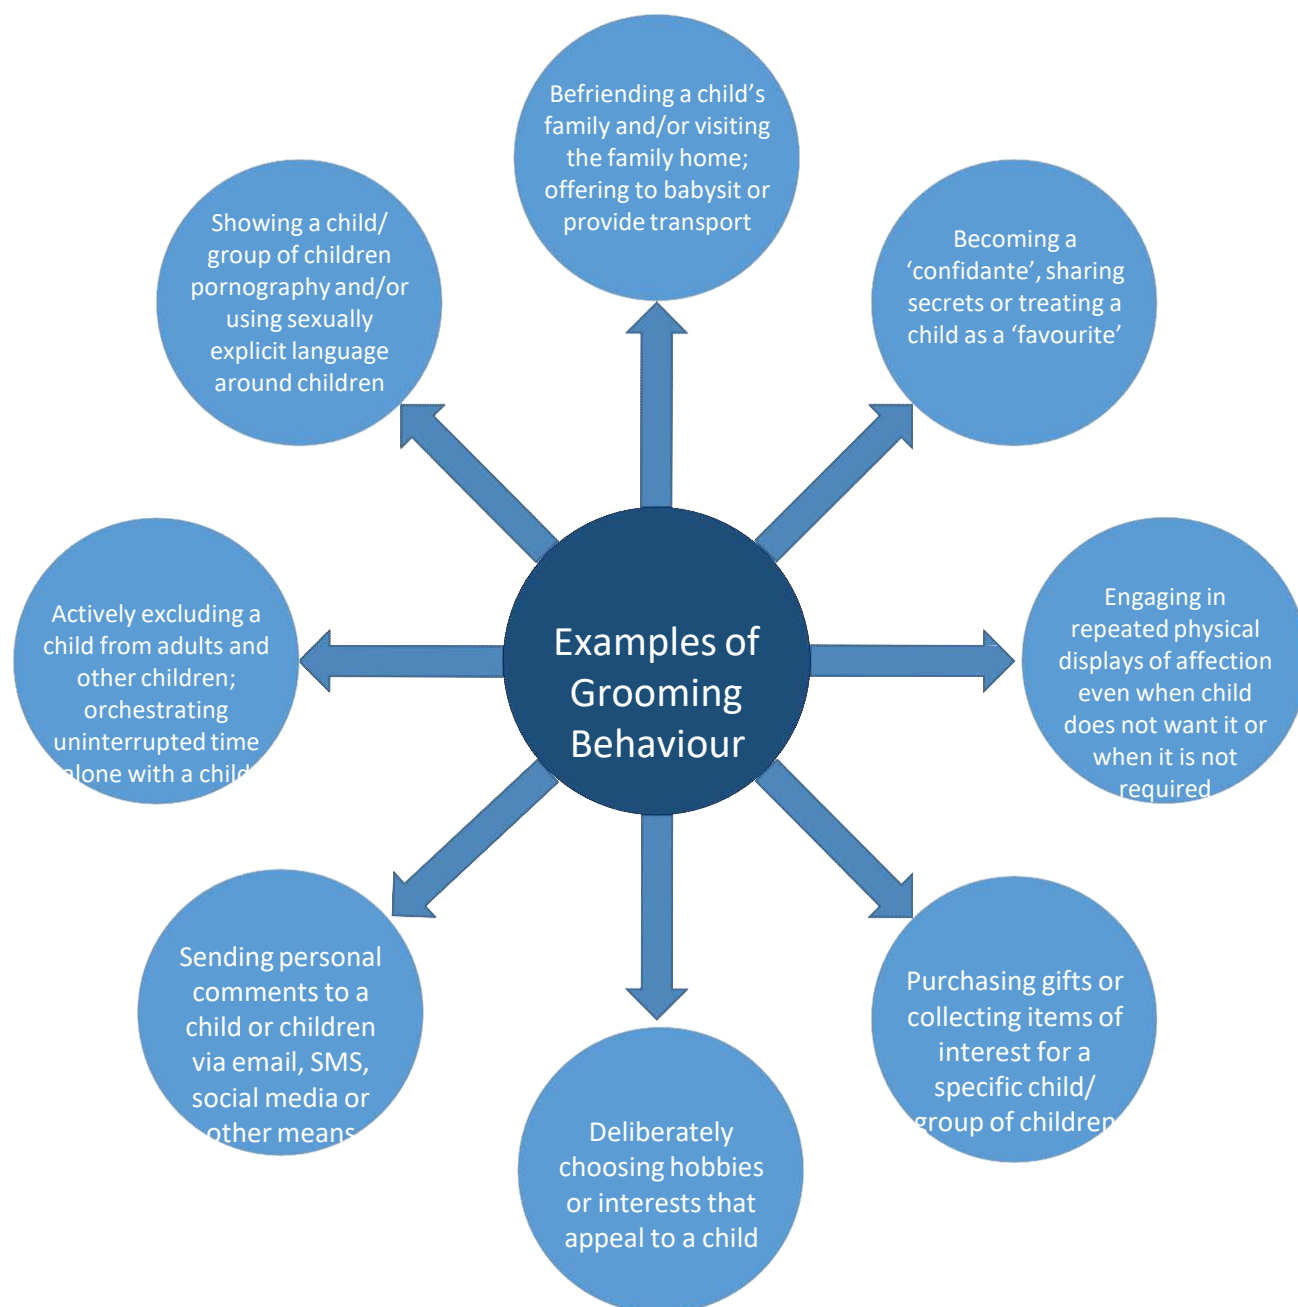 Befriending a child's
family and/or visiting
the family home;
offering to babysit or
provide transport
Becoming a
'confidante', sharing
secrets or treating a
child as a 'favourite'
Engaging in
repeated physical
displays of affection
even when child
does not want it or
when it is not
required
Purchasing gifts or
collecting items of
interest for a
specific child/
group of children
Deliberately
choosing hobbies
or interests that
appeal to a child
Sending personal
comments to a
child or children
via email, SMS,
social media or
other means
Actively excluding a
child from adults and
other children;
orchestrating
uninterrupted time
alone with a child
Showing a child/
group of children
pornography and/or
using sexually
explicit language
around children
Examples of
Grooming
Behaviour